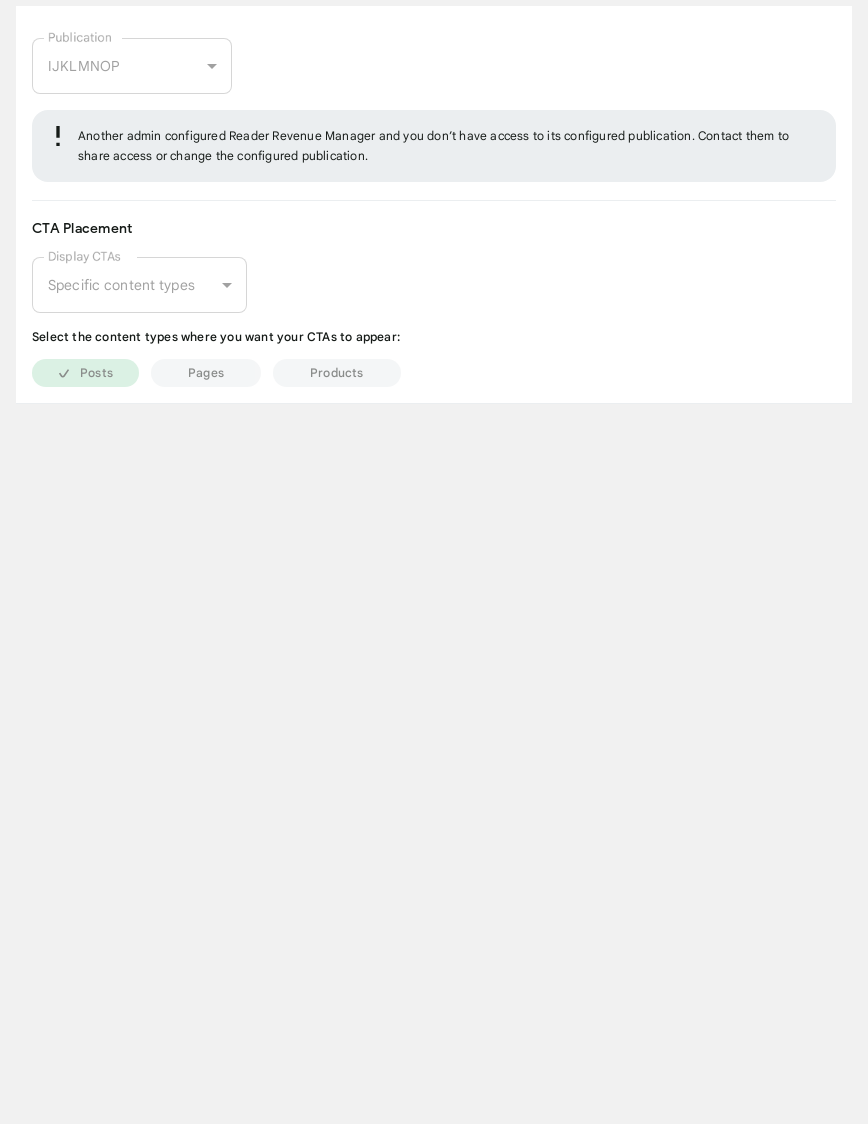 Publication
IJKLMNOP
Another admin configured Reader Revenue Manager and you don’t have access to its configured publication. Contact them to
share access or change the configured publication.
CTA Placement
Display CTAs
Specific content types
Select the content types where you want your CTAs to appear:
Posts Pages Products